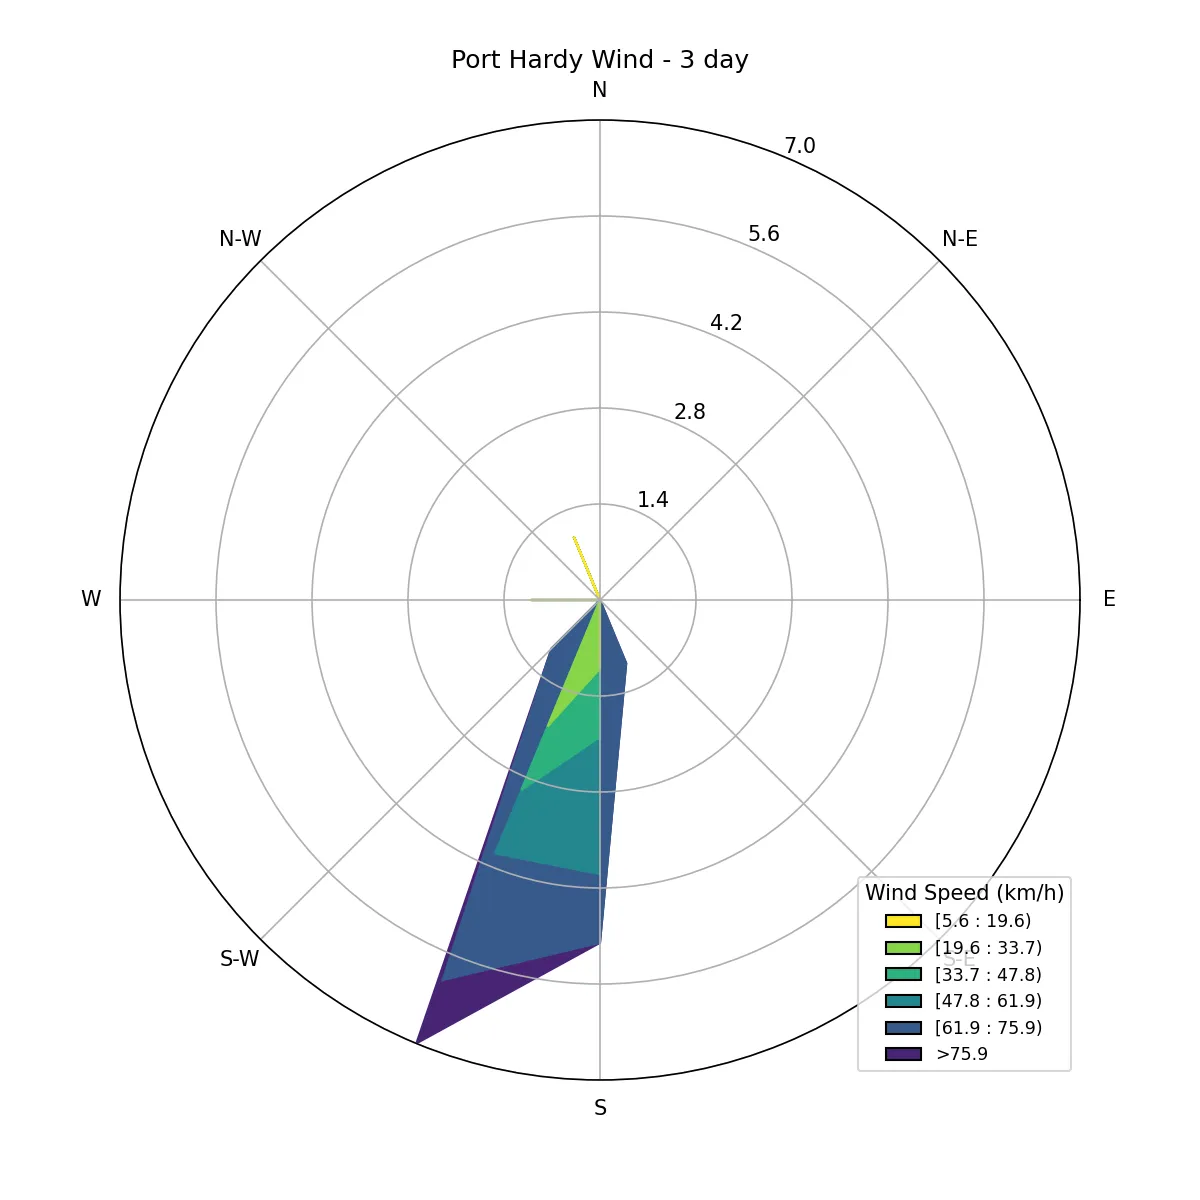 Port Hardy Wind - 3 day
N
7.0
N-W
N-E
5.6
4.2
2.8
1.4
W
E
Wind Speed (km/h)
[5.6 : 19.6)
[19.6 : 33.7)
S-W
S-E
[33.7 : 47.8)
[47.8 : 61.9)
[61.9 : 75.9)
>75.9
S